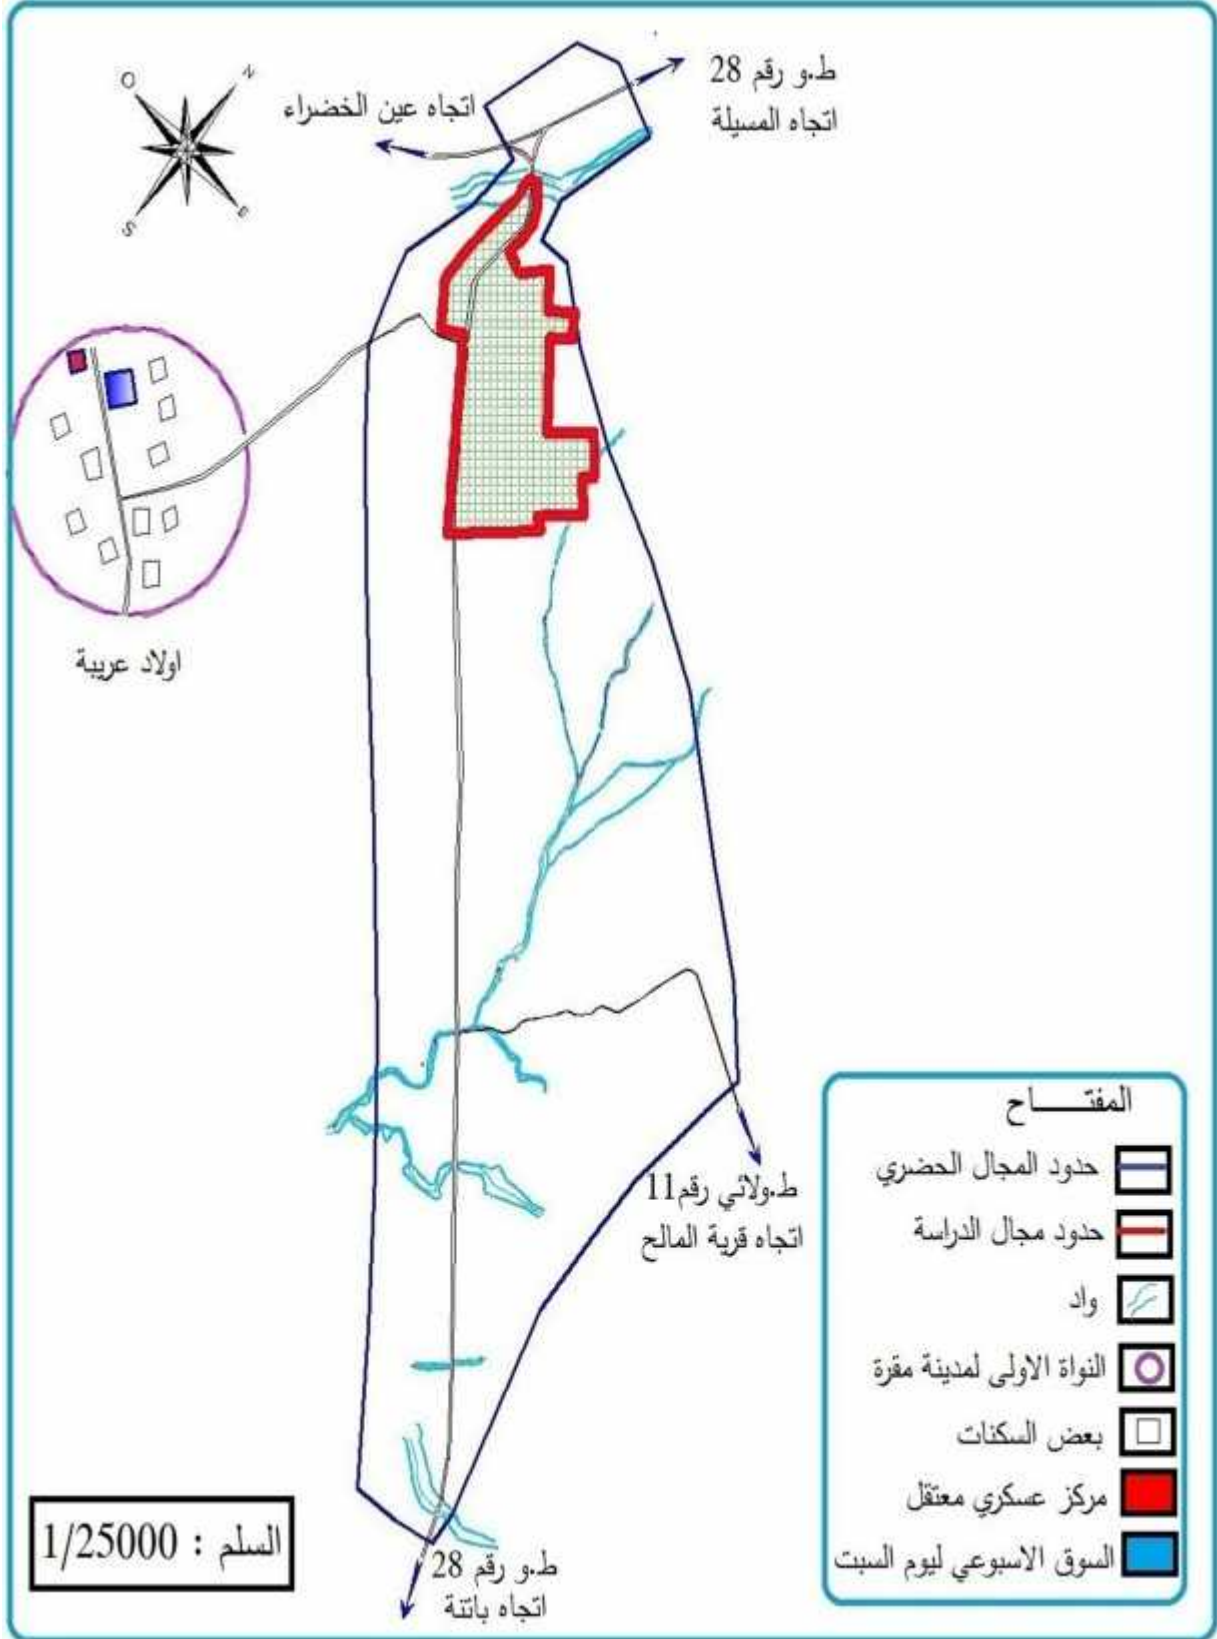 O
N
S
E
ط.و رقم 28
اتجاه المسيلة
اتجاه عين الخضراء
اولاد عريبة
ط.ولائي رقم11
اتجاه قرية المالح
ط.و رقم 28
اتجاه باتنة
السلم : 1/25000
المفتـــــاح
حدود المجال الحضري
حدود مجال الدراسة
واد
النواة الاولى لمدينة مقرة
بعض السكنات
مركز عسكري معتقل
السوق الاسبوعي ليوم السبت